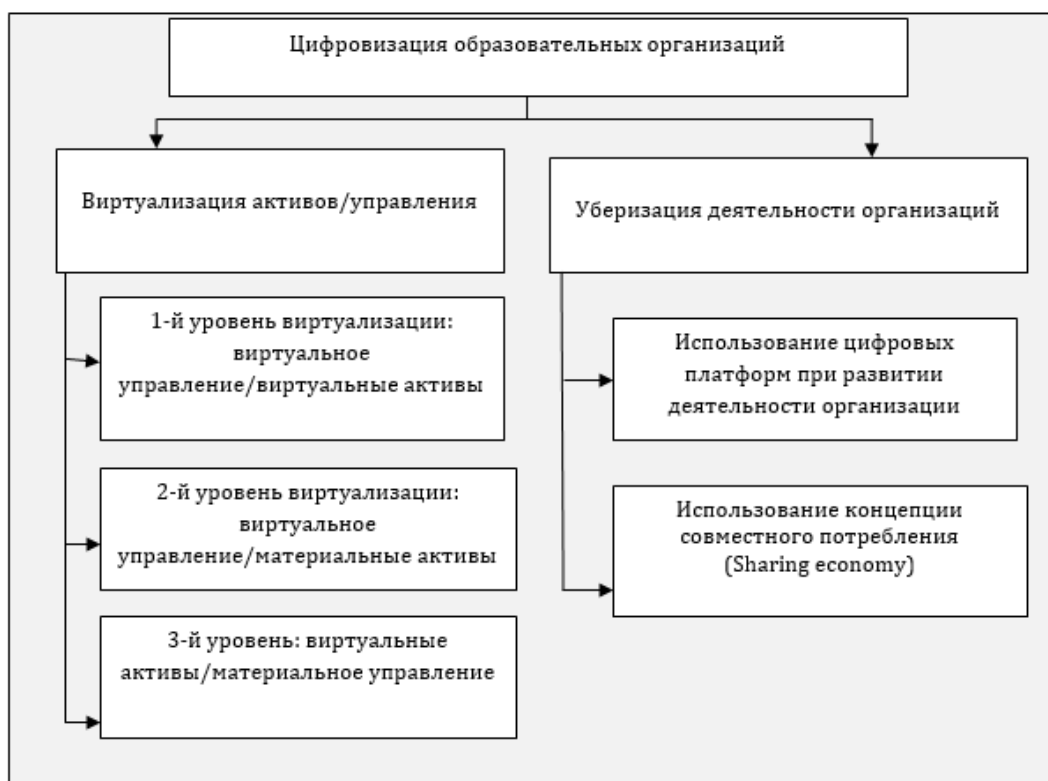 Цифровизация образовательных организаций
Виртуализация активов/управления
Уберизация деятельности организаций
1-й уровень виртуализации:
виртуальное
управление/виртуальные активы
2-й уровень виртуализации:
виртуальное
управление/материальные активы
3-й уровень: виртуальные
активы/материальное управление
Использование цифровых
платформ при развитии
деятельности организации
Использование концепции
совместного потребления
(Sharing economy)